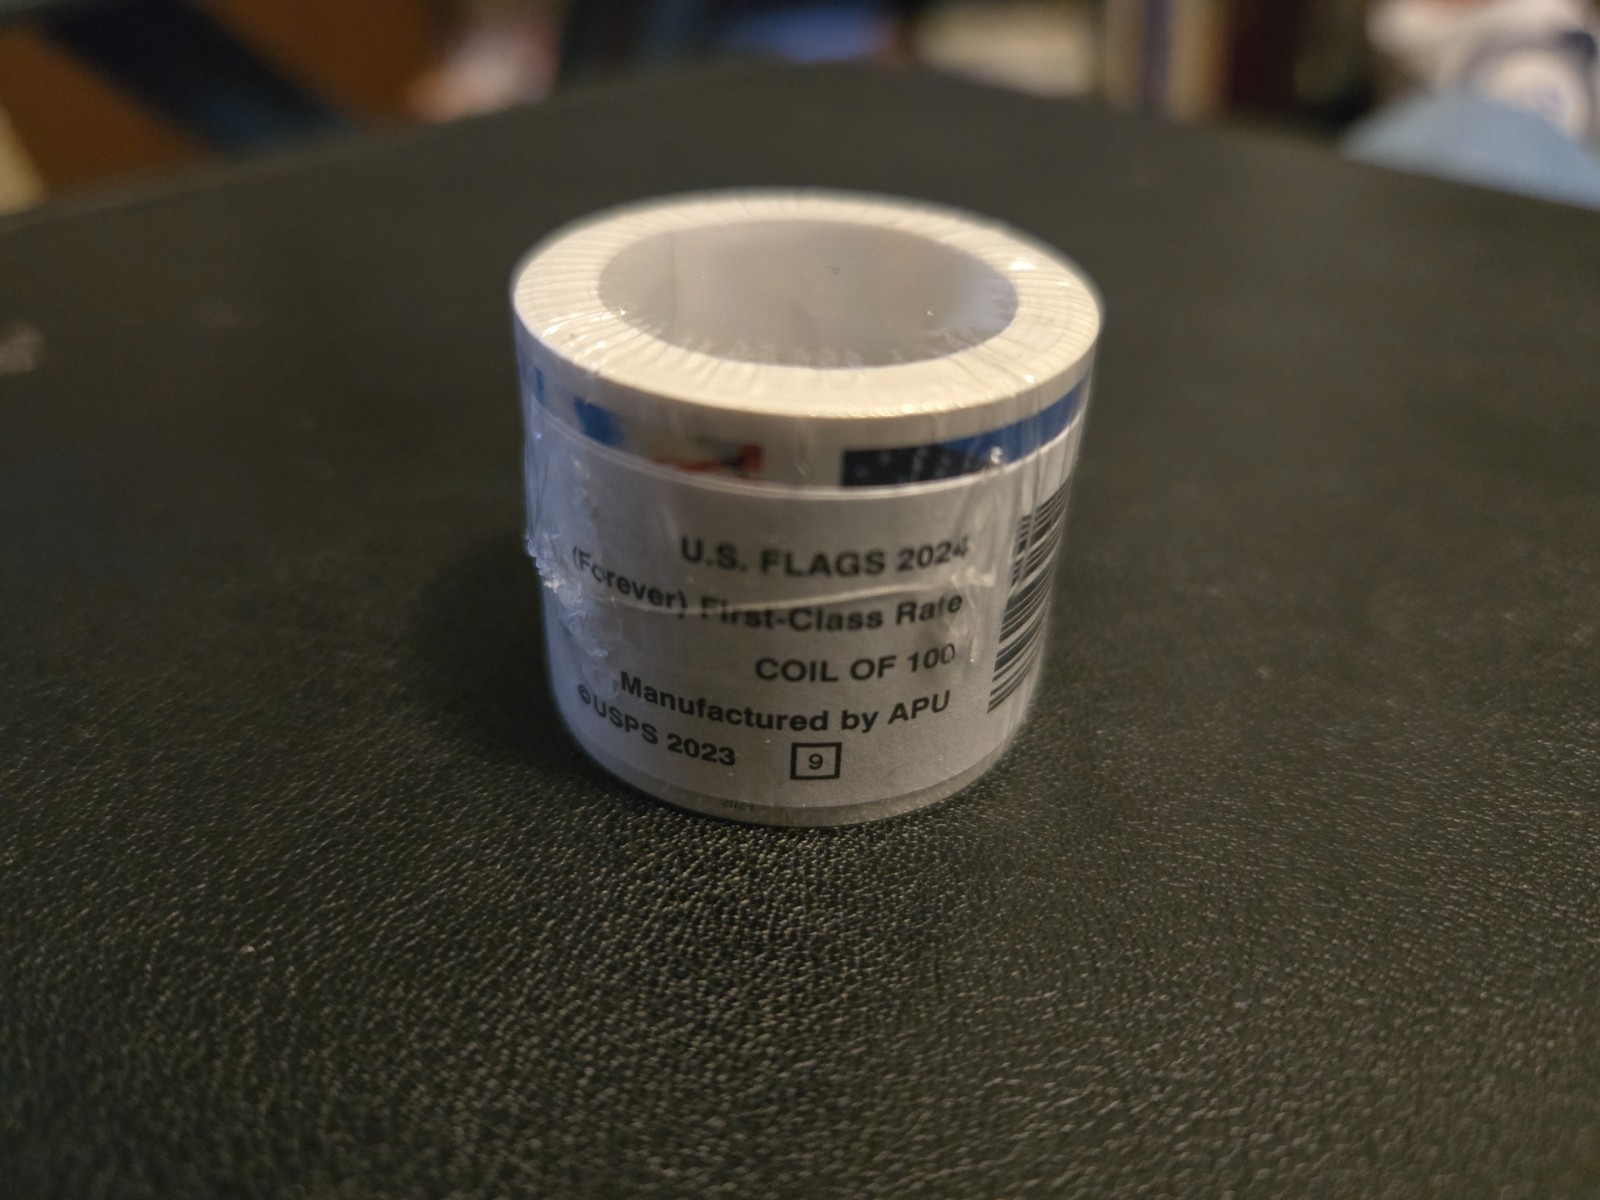 U.S. FLAGS 2024
(Forever) First-Class Rate
COIL OF 100
Manufactured by APU
©USPS 2023 9